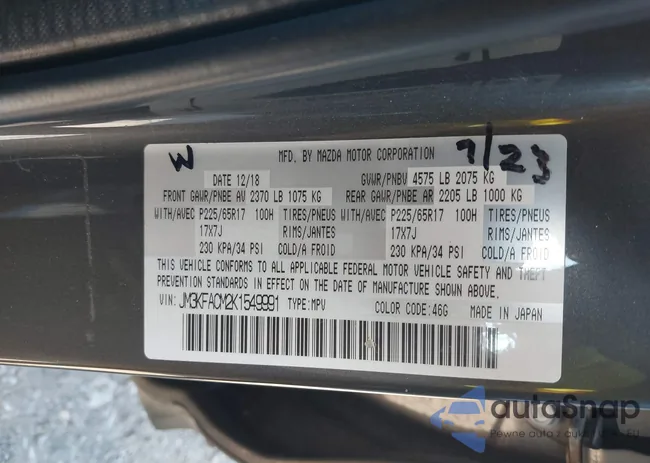 W
7/23
MFD. BY MAZDA MOTOR CORPORATION
DATE 12/18 GVWR/PNBV 4575 LB 2075 KG
FRONT GAWR/PNBE AV 2370 LB 1075 KG REAR GAWR/PNBE AR 2205 LB 1000 KG
WITH/AVEC P225/65R17 100H TIRES/PNEUS WITH/AVEC P225/65R17 100H TIRES/PNEUS
17X7J RIMS/JANTES 17X7J RIMS/JANTES
230 KPA/34 PSI COLD/A FROID 230 KPA/34 PSI COLD/A FROID
THIS VEHICLE CONFORMS TO ALL APPLICABLE FEDERAL MOTOR VEHICLE SAFETY AND THEFT
PREVENTION STANDARDS IN EFFECT ON THE DATE OF MANUFACTURE SHOWN ABOVE.
VIN: JM3KFACM2K1549991 TYPE:MPV COLOR CODE:46G MADE IN JAPAN
autoSnap
Pewne auto z